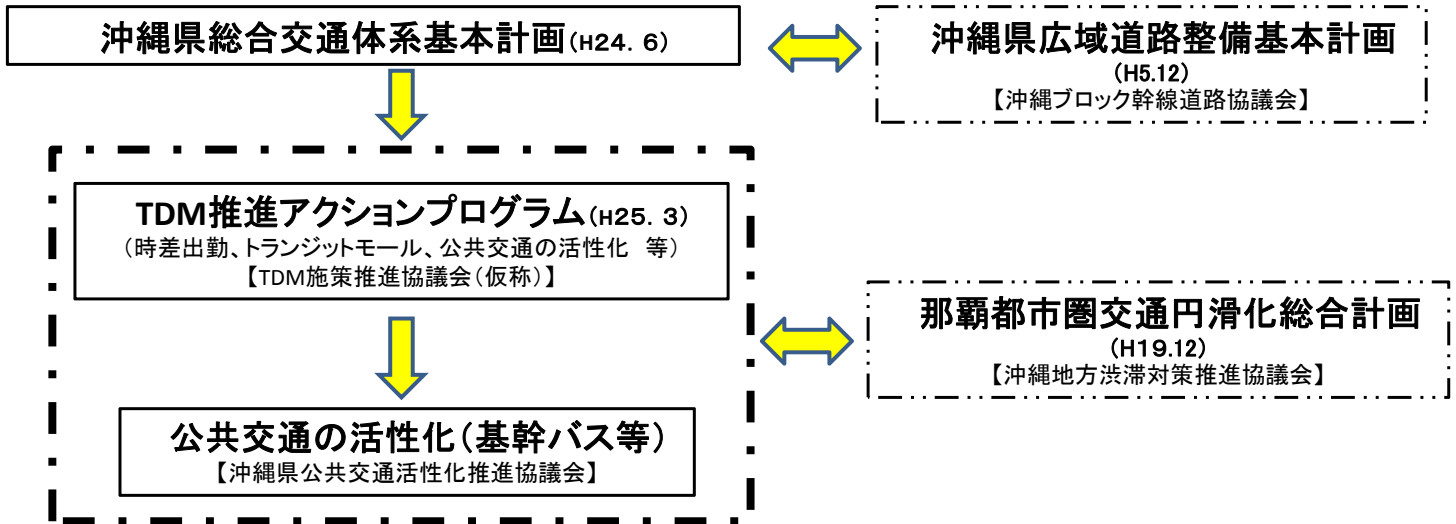 沖縄県総合交通体系基本計画(H24. 6)
沖縄県広域道路整備基本計画
(H5.12)
【沖縄ブロック幹線道路協議会】
TDM推進アクションプログラム(H25. 3)
(時差出勤、トランジットモール、公共交通の活性化 等)
【TDM施策推進協議会(仮称)】
那覇都市圏交通円滑化総合計画
(H19.12)
【沖縄地方渋滞対策推進協議会】
公共交通の活性化(基幹バス等)
【沖縄県公共交通活性化推進協議会】